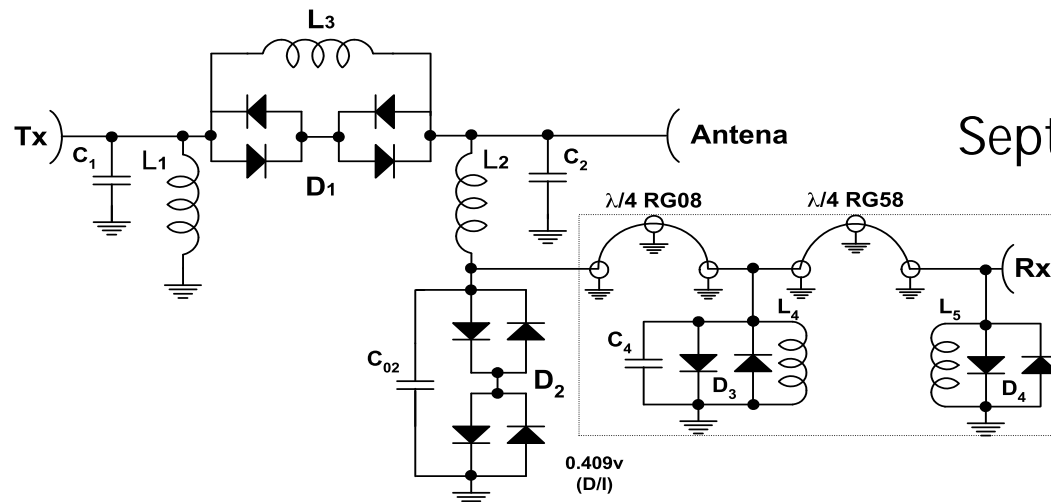 L3
Tx
Antena
Sept
C1
L1
D1
L2
C2
λ/4 RG08
λ/4 RG58
Rx
C02
D2
C4
L4
D3
L5
D4
0.409v
(D/I)